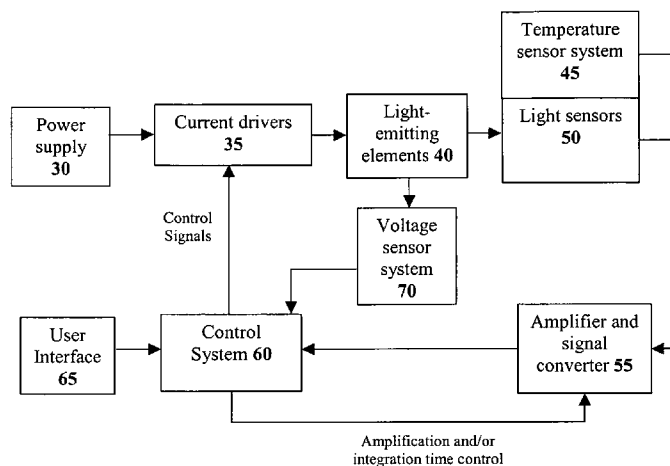 Temperature
sensor system
45
Light sensors
50
Power
supply
30
Current drivers
35
Light-
emitting
elements 40
Control
Signals
Voltage
sensor
system
70
User
Interface
65
Control
System 60
Amplifier and
signal
converter 55
Amplification and/or
integration time control